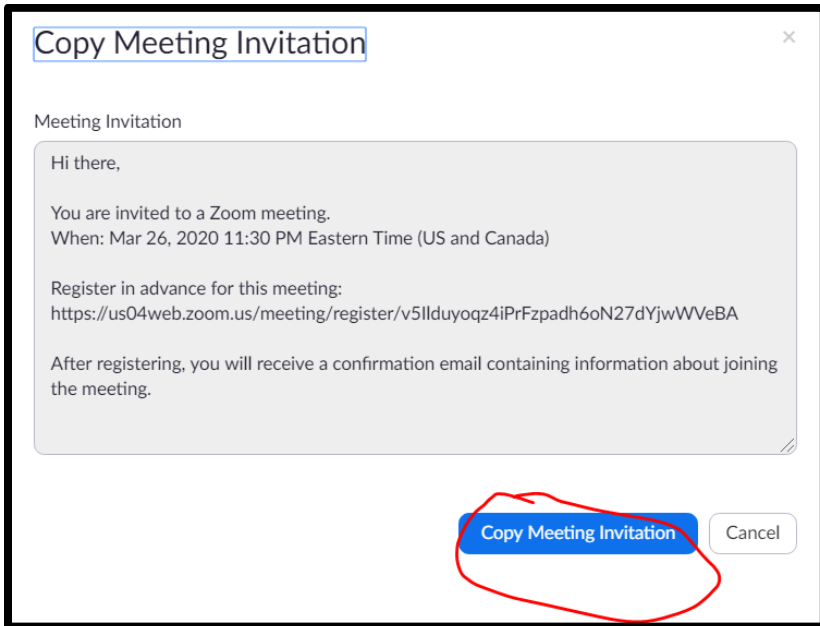 Copy Meeting Invitation
×
Meeting Invitation
Hi there,
You are invited to a Zoom meeting.
When: Mar 26, 2020 11:30 PM Eastern Time (US and Canada)
Register in advance for this meeting:
https://us04web.zoom.us/meeting/register/v5Ilduyoqz4iPrFzpadh6oN27dYjwWVeBA
After registering, you will receive a confirmation email containing information about joining
the meeting.
Copy Meeting Invitation
Cancel